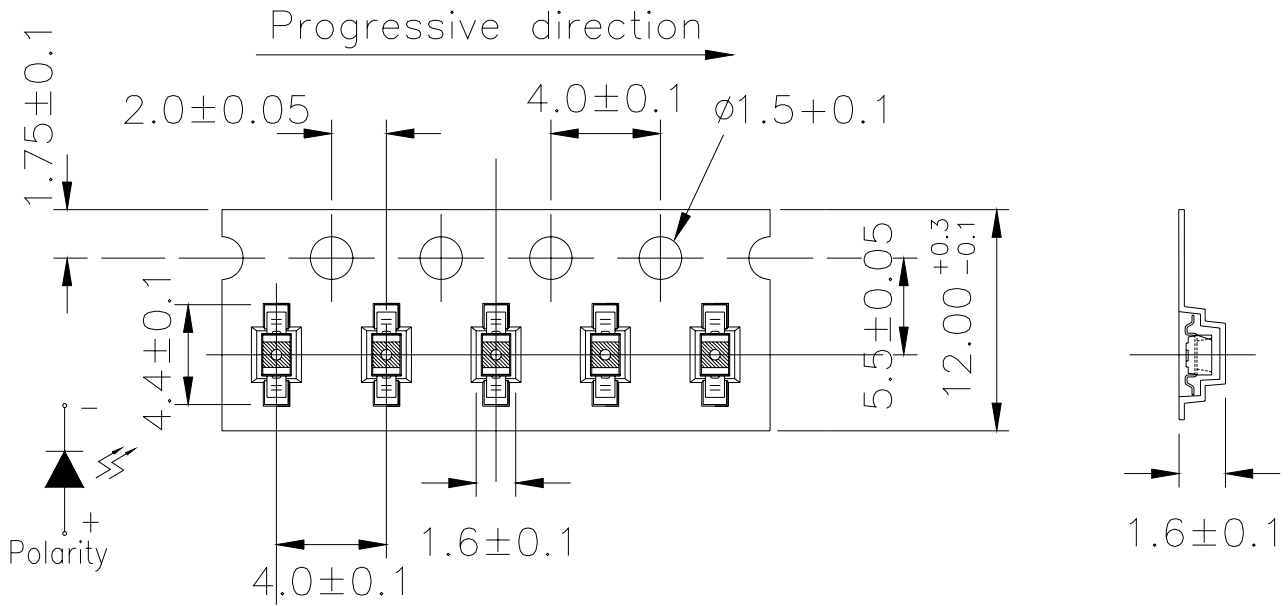 Progressive direction
1.75±0.1
2.0±0.05
4.0±0.1
ø1.5+0.1
4.4±0.1
5.5±0.05
12.00 +0.3 -0.1
-
+
Polarity
1.6±0.1
4.0±0.1
1.6±0.1